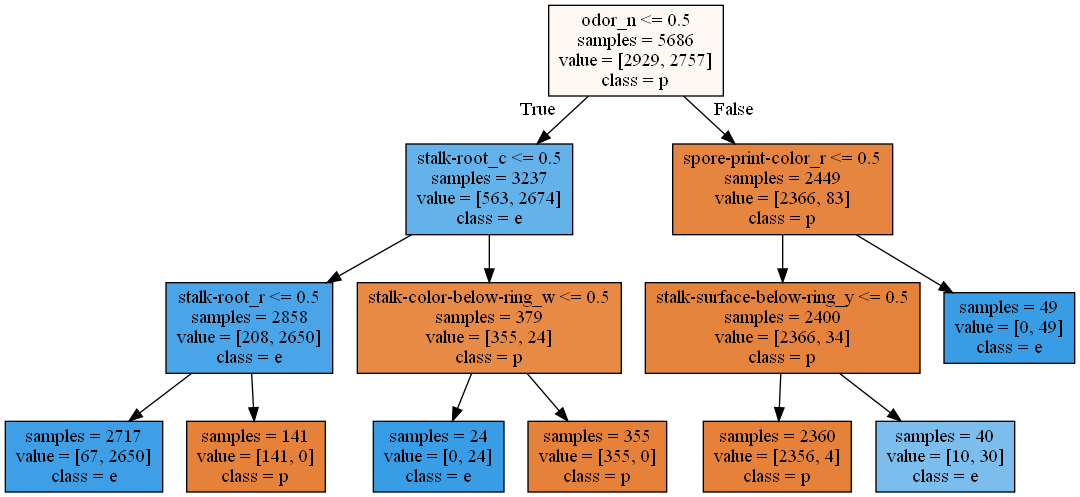 odor_n <= 0.5
samples = 5686
value = [2929, 2757]
class = p
True
False
stalk-root_c <= 0.5
samples = 3237
value = [563, 2674]
class = e
spore-print-color_r <= 0.5
samples = 2449
value = [2366, 83]
class = p
stalk-root_r <= 0.5
samples = 2858
value = [208, 2650]
class = e
stalk-color-below-ring_w <= 0.5
samples = 379
value = [355, 24]
class = p
stalk-surface-below-ring_y <= 0.5
samples = 2400
value = [2366, 34]
class = p
samples = 49
value = [0, 49]
class = e
samples = 2717
value = [67, 2650]
class = e
samples = 141
value = [141, 0]
class = p
samples = 24
value = [0, 24]
class = e
samples = 355
value = [355, 0]
class = p
samples = 2360
value = [2356, 4]
class = p
samples = 40
value = [10, 30]
class = e